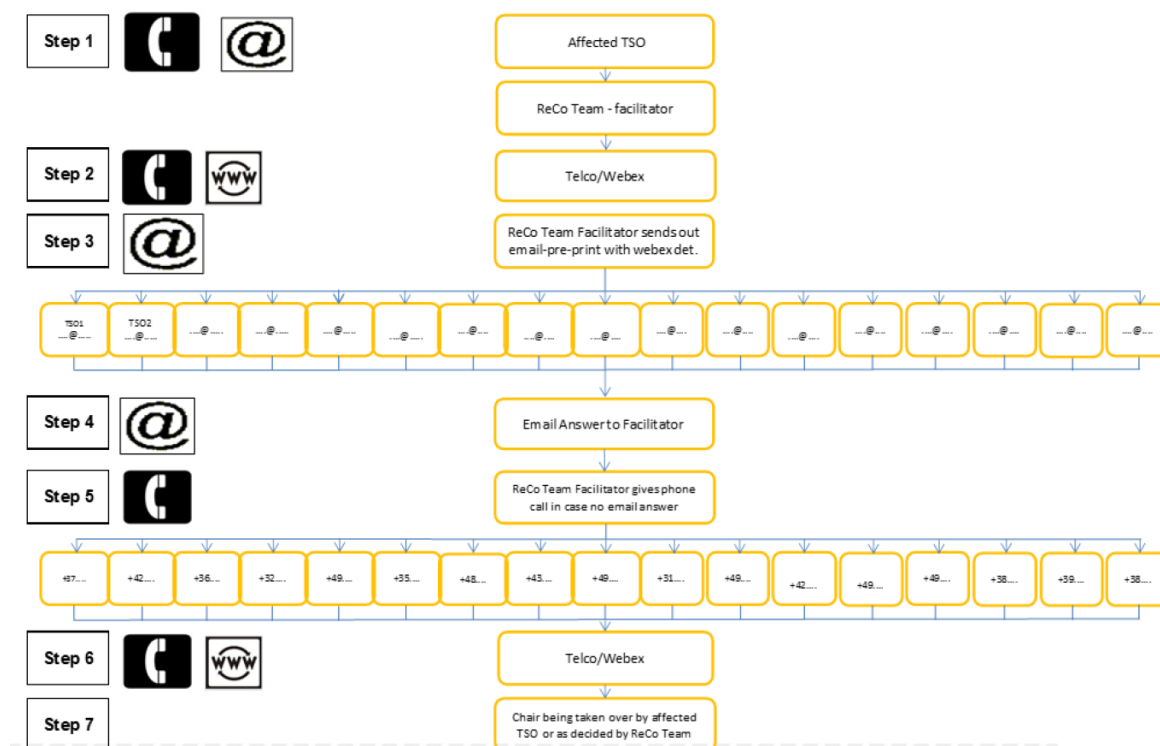 Step 1
@
Affected TSO
ReCo Team - facilitator
Step 2
www
Telco/Webex
Step 3
@
ReCo Team Facilitator sends out
email-pre-print with webex det.
TSO1
TSO2
Step 4
@
Email Answer to Facilitator
Step 5
ReCo Team Facilitator gives phone
call in case no email answer
+37.... +42.... +36.... +32.... +49.... +35.... +48.... +43.... +49.... +31.... +49.... +42.... +49.... +49.... +38.... +39.... +38....
Step 6
www
Telco/Webex
Step 7
Chair being taken over by affected
TSO or as decided by ReCo Team